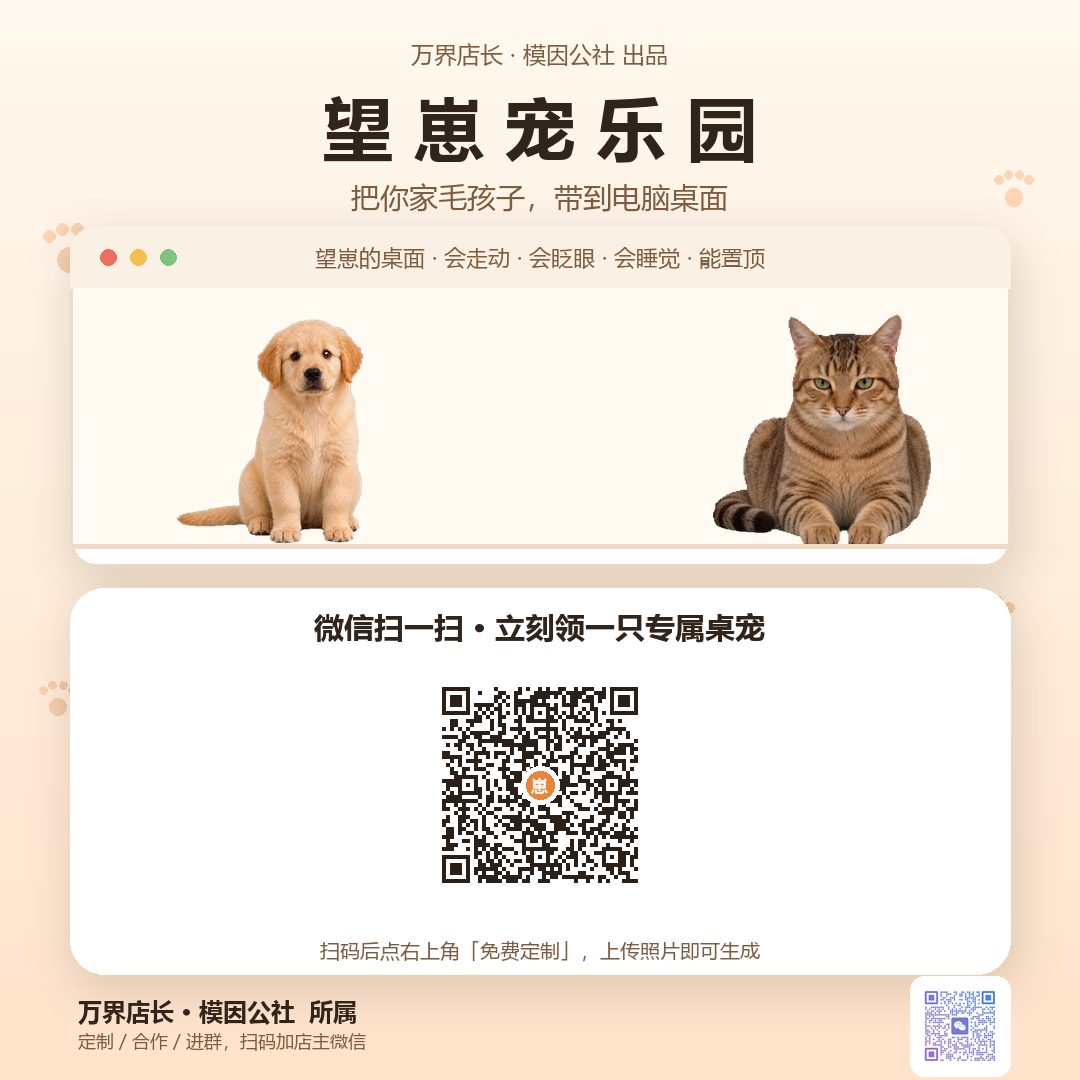 万界店长 · 模因公社 出品
望崽宠乐园
把你家毛孩子，带到电脑桌面
望崽的桌面 · 会走动 · 会眨眼 · 会睡觉 · 能置顶
微信扫一扫 • 立刻领一只专属桌宠
崽
扫码后点右上角「免费定制」，上传照片即可生成
万界店长 • 模因公社 所属
定制 / 合作 / 进群，扫码加店主微信